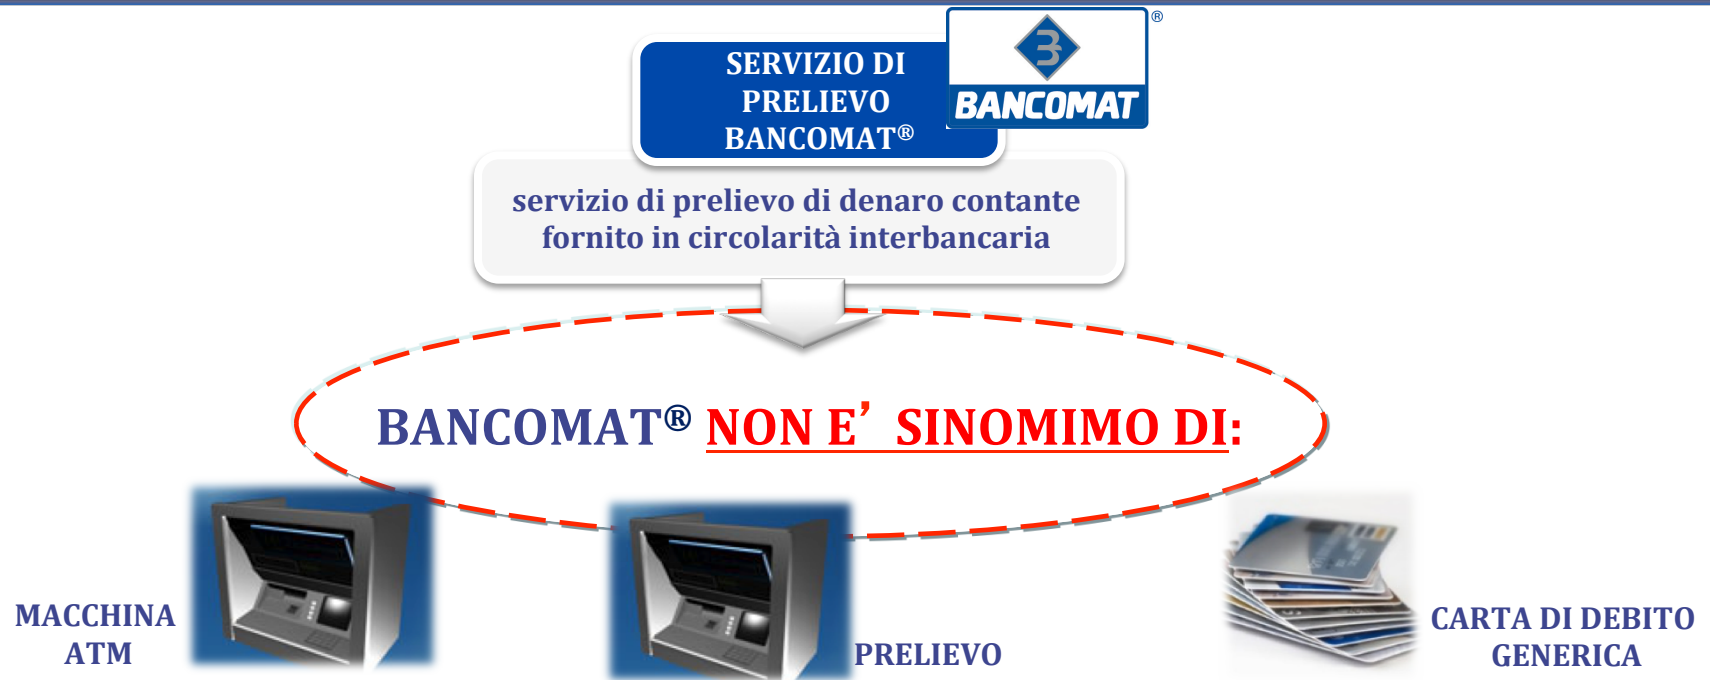 SERVIZIO DI
PRELIEVO
BANCOMAT®
BANCOMAT
®
servizio di prelievo di denaro contante
fornito in circolarità interbancaria
BANCOMAT® NON E’ SINOMIMO DI:
MACCHINA
ATM
PRELIEVO
CARTA DI DEBITO
GENERICA